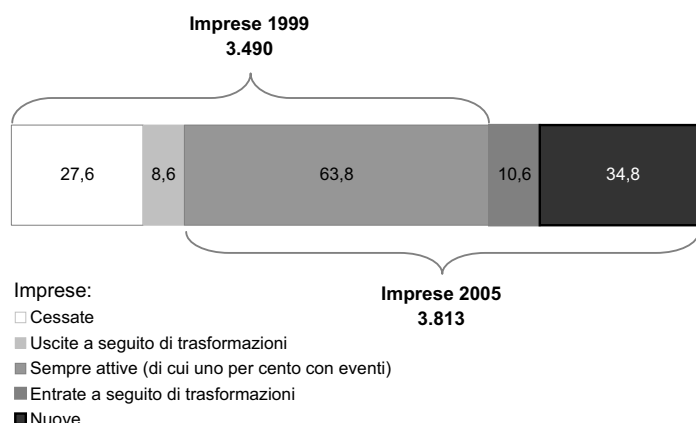 Imprese 1999
3.490
27,6
8,6
63,8
10,6
34,8
Imprese 2005
3.813
Imprese:
Cessate
Uscite a seguito di trasformazioni
Sempre attive (di cui uno per cento con eventi)
Entrate a seguito di trasformazioni
Nuove